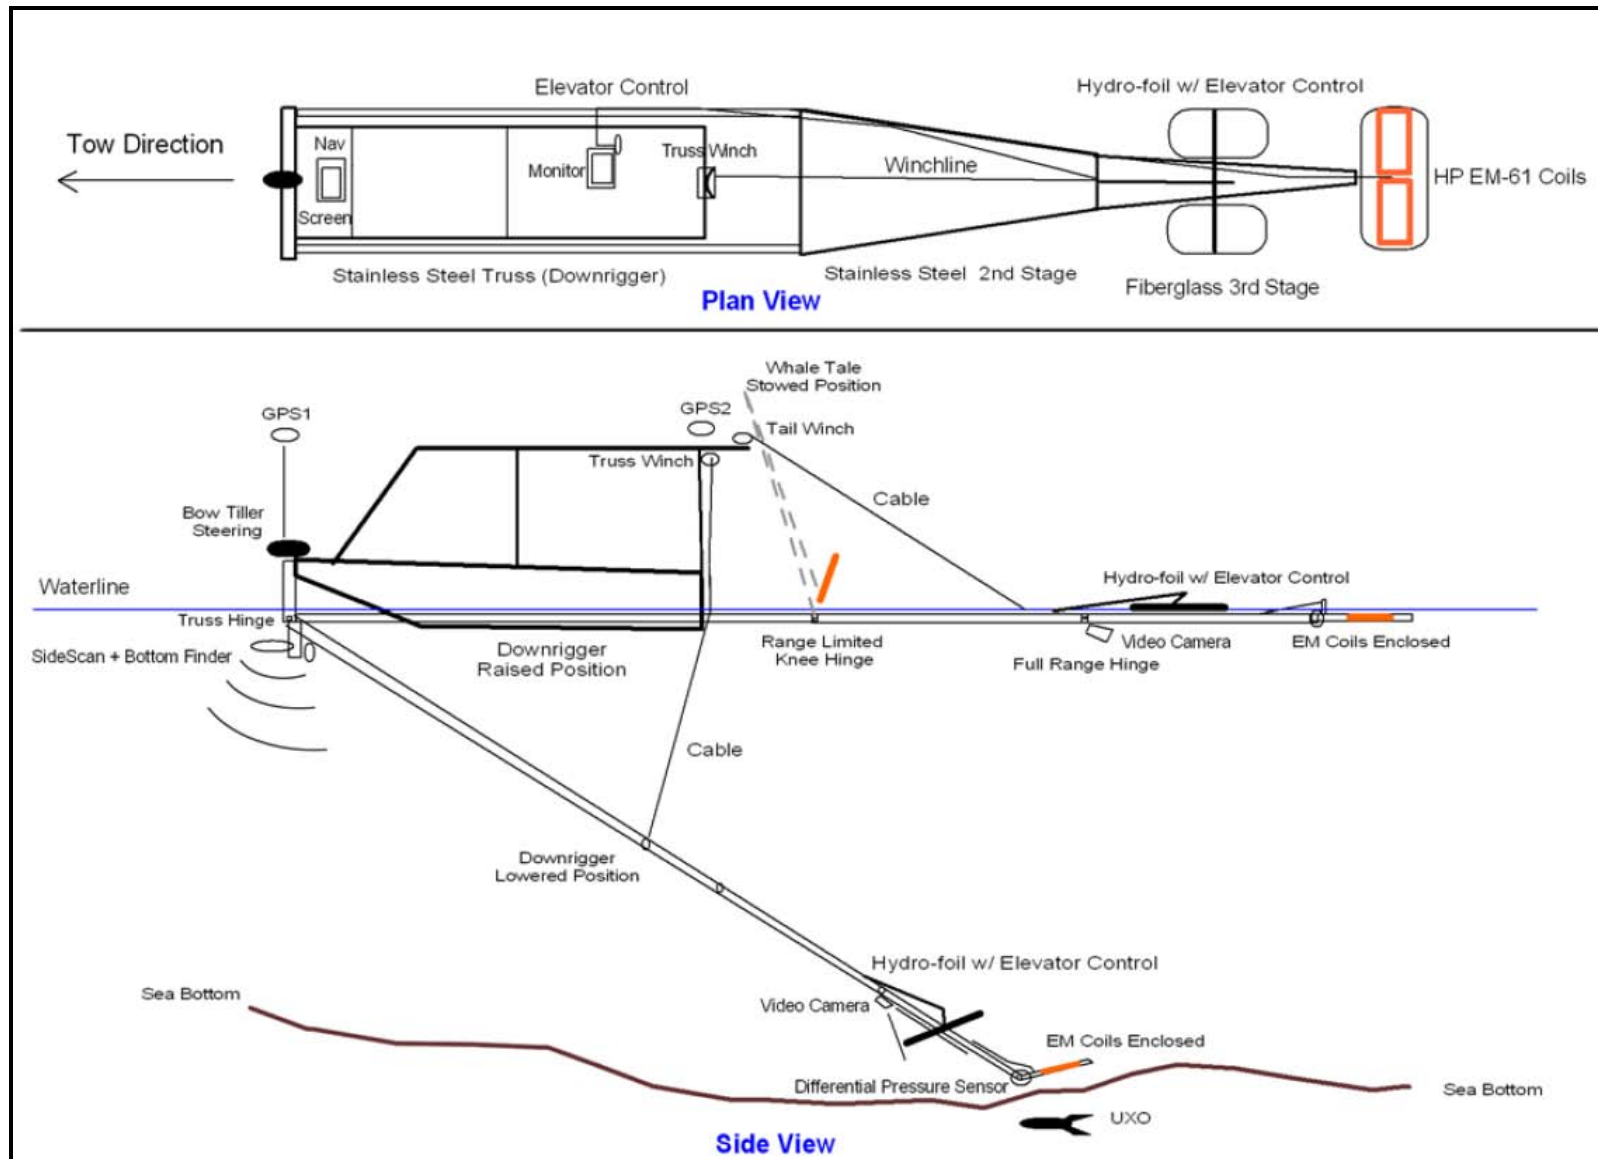 Elevator Control
Hydro-foil w/ Elevator Control
Tow Direction
Nav
Screen
Monitor
Truss Winch
Winchline
HP EM-61 Coils
Stainless Steel Truss (Downrigger)
Stainless Steel 2nd Stage
Fiberglass 3rd Stage
Plan View
Whale Tale
Stowed Position
GPS1
GPS2
Tail Winch
Truss Winch
Cable
Bow Tiller
Steering
Waterline
Hydro-foil w/ Elevator Control
Truss Hinge
SideScan + Bottom Finder
Downrigger
Raised Position
Range Limited
Knee Hinge
Video Camera
EM Coils Enclosed
Full Range Hinge
Cable
Downrigger
Lowered Position
Hydro-foil w/ Elevator Control
Sea Bottom
Video Camera
EM Coils Enclosed
Differential Pressure Sensor
Sea Bottom
UXO
Side View